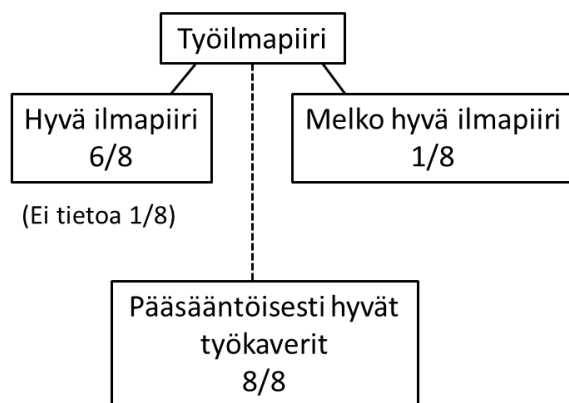 Työilmapiiri
Hyvä ilmapiiri
6/8
Melko hyvä ilmapiiri
1/8
(Ei tietoa 1/8)
Pääsääntöisesti hyvät
työkaverit
8/8